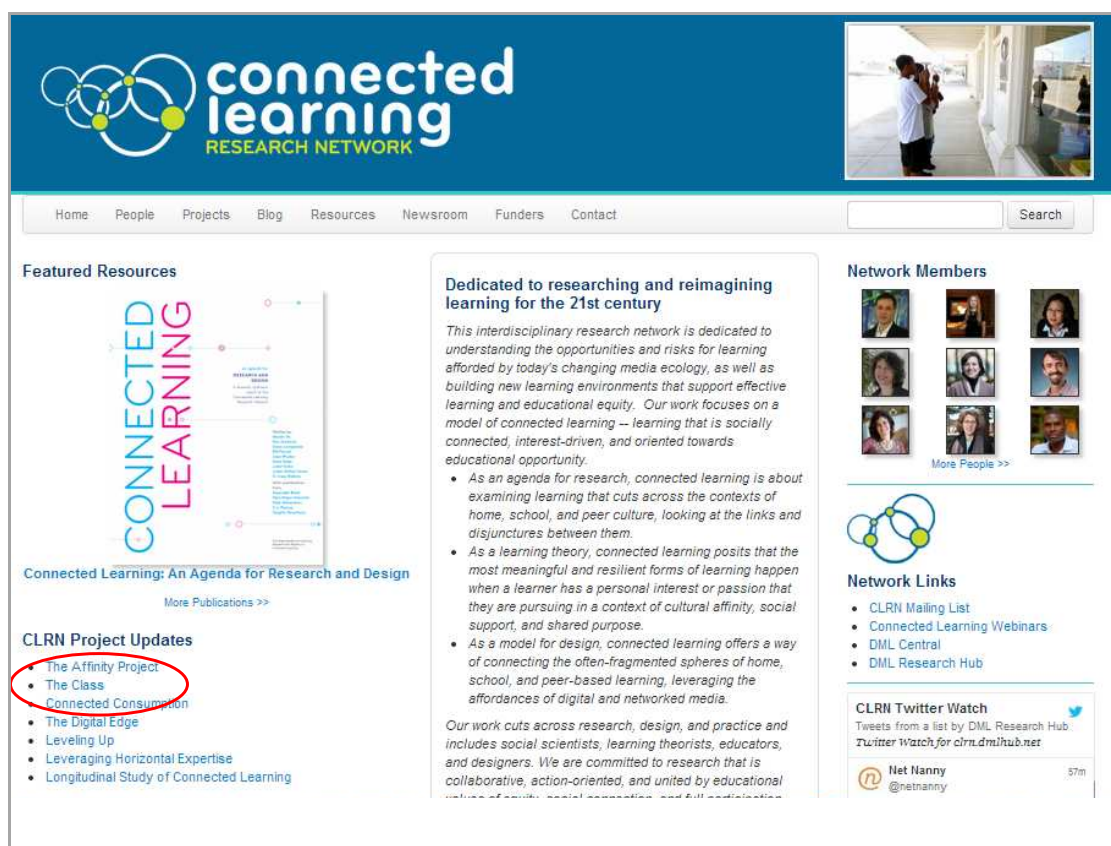 connected
learning
RESEARCH NETWORK
Home People Projects Blog Resources Newsroom Funders Contact Search
Featured Resources
CONNECTED
LEARNING
RESEARCH AND
DESIGN
Connected Learning: An Agenda for Research and Design
More Publications >>
CLRN Project Updates
The Affinity Project
The Class
Connected Consumption
The Digital Edge
Leveling Up
Leveraging Horizontal Expertise
Longitudinal Study of Connected Learning
Dedicated to researching and reimagining
learning for the 21st century
This interdisciplinary research network is dedicated to
understanding the opportunities and risks for learning
afforded by today's changing media ecology, as well as
building new learning environments that support effective
learning and educational equity. Our work focuses on a
model of connected learning -- learning that is socially
connected, interest-driven, and oriented towards
educational opportunity.
As an agenda for research, connected learning is about
examining learning that cuts across the contexts of
home, school, and peer culture, looking at the links and
disjunctures between them.
As a learning theory, connected learning posits that the
most meaningful and resilient forms of learning happen
when a learner has a personal interest or passion that
they are pursuing in a context of cultural affinity, social
support, and shared purpose.
As a model for design, connected learning offers a way
of connecting the often-fragmented spheres of home,
school, and peer-based learning, leveraging the
affordances of digital and networked media.
Our work cuts across research, design, and practice and
includes social scientists, learning theorists, educators,
and designers. We are committed to research that is
collaborative, action-oriented, and united by educational
values of equity, social connection, and full participation
Network Members
More People >>
Network Links
CLRN Mailing List
Connected Learning Webinars
DML Central
DML Research Hub
CLRN Twitter Watch
Tweets from a list by DML Research Hub
Twitter Watch for clrn.dmlhub.net
Net Nanny 57m
@netnanny